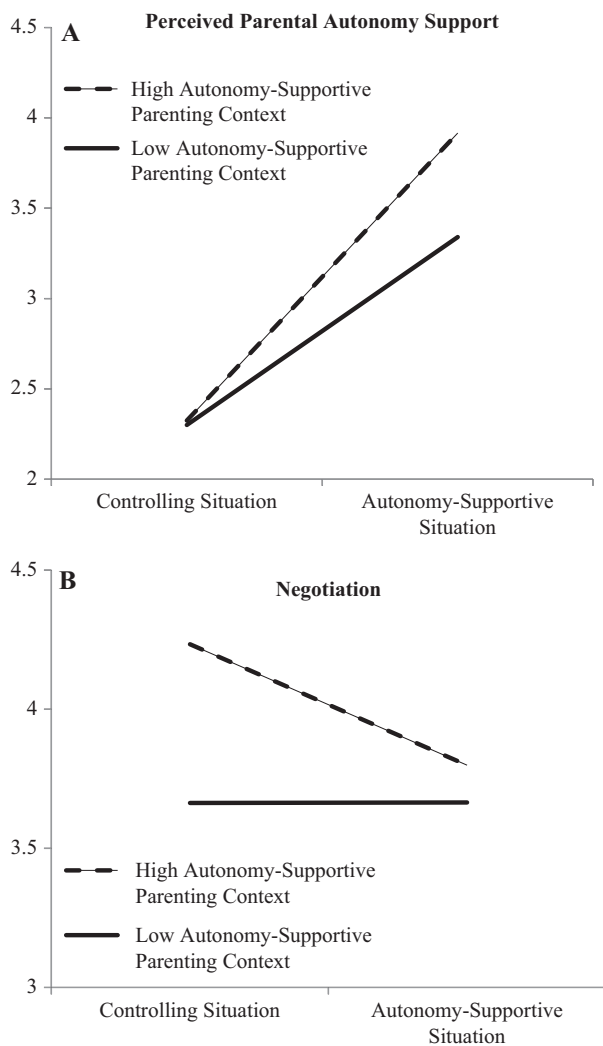 A
Perceived Parental Autonomy Support
4.5
4
3.5
3
2.5
2
High Autonomy-Supportive
Parenting Context
Low Autonomy-Supportive
Parenting Context
Controlling Situation
Autonomy-Supportive
Situation
B
Negotiation
4.5
4
3.5
3
High Autonomy-Supportive
Parenting Context
Low Autonomy-Supportive
Parenting Context
Controlling Situation
Autonomy-Supportive
Situation